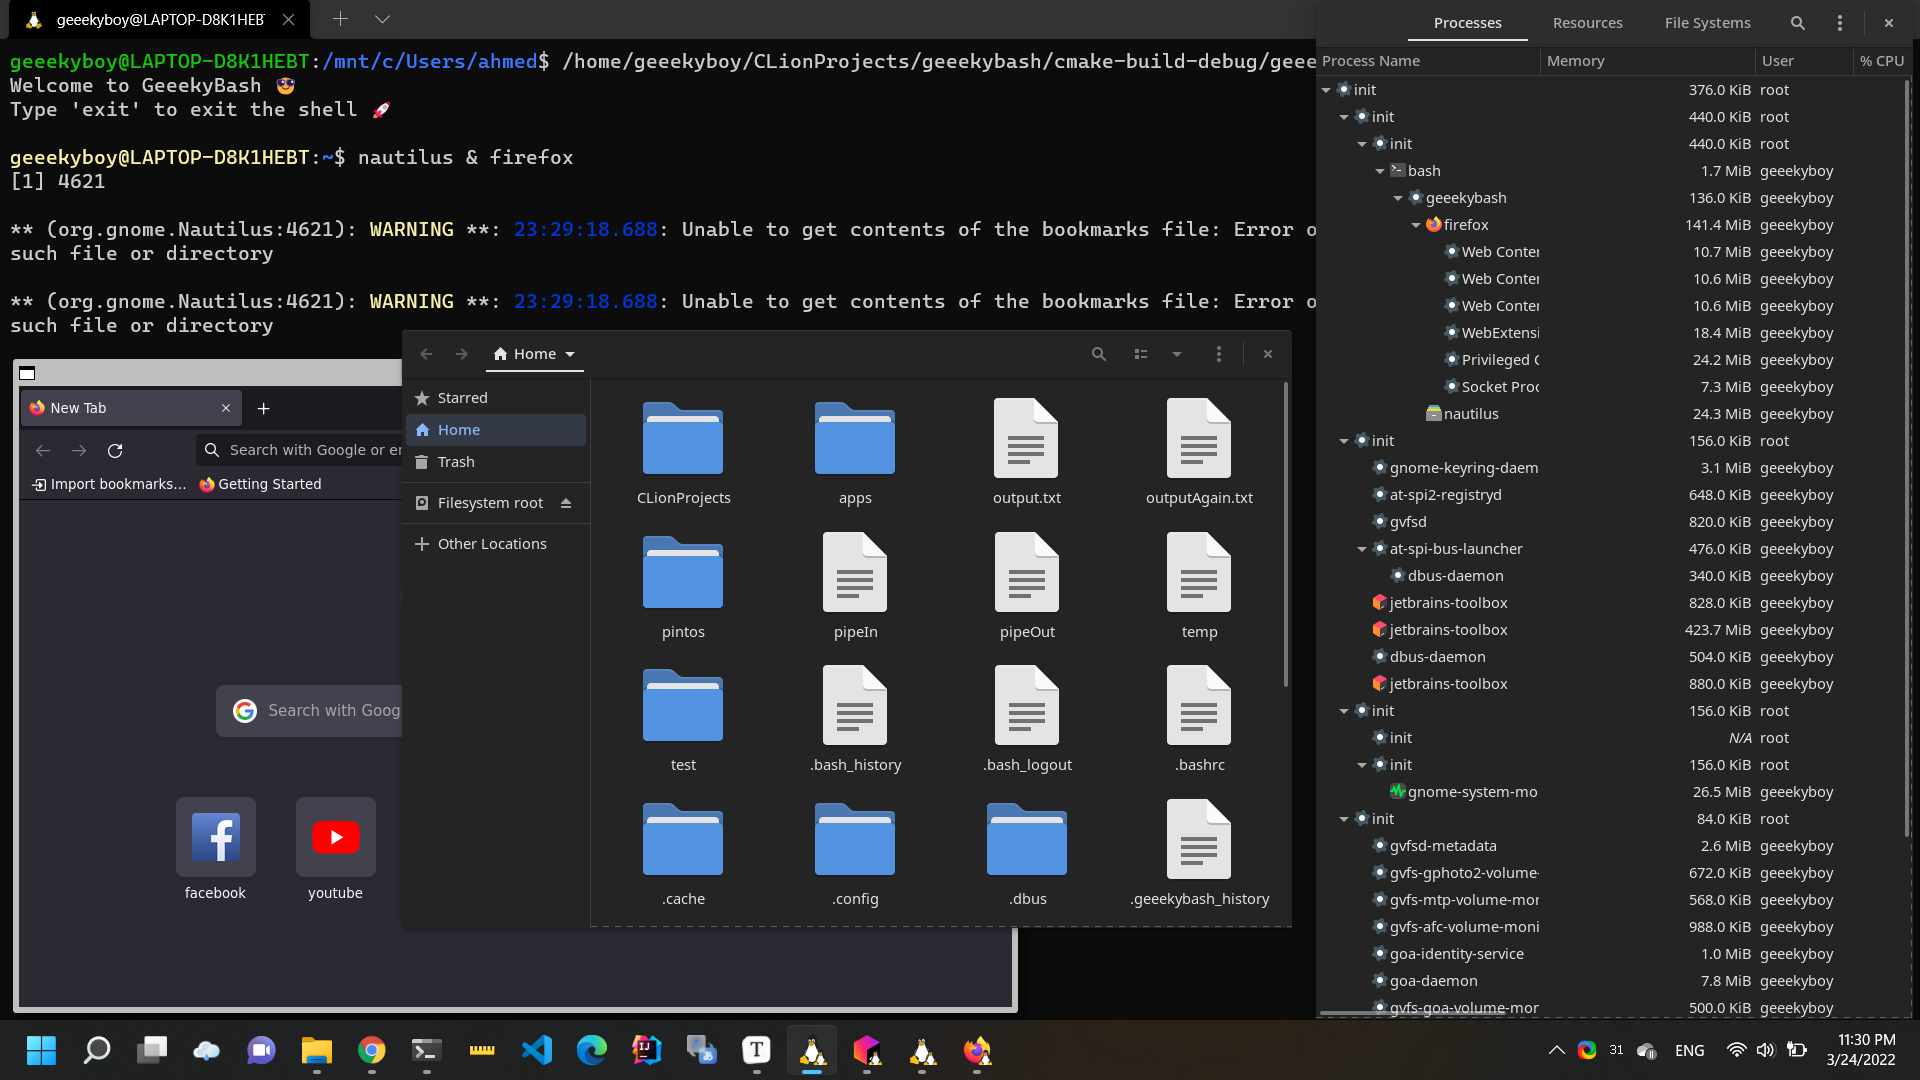 geeekyboy@LAPTOP-D8K1HEB
geeekyboy@LAPTOP-D8K1HEBT:/mnt/c/Users/ahmed$ /home/geeekyboy/CLionProjects/geeekybash/cmake-build-debug/geee
Welcome to GeeekyBash 🤓
Type 'exit' to exit the shell 🚀
geeekyboy@LAPTOP-D8K1HEBT:~$ nautilus & firefox
[1] 4621
** (org.gnome.Nautilus:4621): WARNING **: 23:29:18.688: Unable to get contents of the bookmarks file: Error o
such file or directory
** (org.gnome.Nautilus:4621): WARNING **: 23:29:18.688: Unable to get contents of the bookmarks file: Error o
such file or directory
New Tab
Search with Google or er
Import bookmarks...
Getting Started
Search with Goog
facebook
youtube
Home
Starred
Home
Trash
Filesystem root
Other Locations
CLionProjects
apps
output.txt
outputAgain.txt
pintos
pipeIn
pipeOut
temp
test
.bash_history
.bash_logout
.bashrc
.cache
.config
.dbus
.geeekybash_history
Processes
Resources
File Systems
Process Name Memory User % CPU
init 376.0 KiB root
init 440.0 KiB root
init 440.0 KiB root
bash 1.7 MiB geeekyboy
geeekybash 136.0 KiB geeekyboy
firefox 141.4 MiB geeekyboy
Web Conter 10.7 MiB geeekyboy
Web Conter 10.6 MiB geeekyboy
Web Conter 10.6 MiB geeekyboy
WebExtensi 18.4 MiB geeekyboy
Privileged C 24.2 MiB geeekyboy
Socket Proc 7.3 MiB geeekyboy
nautilus 24.3 MiB geeekyboy
init 156.0 KiB root
gnome-keyring-daem 3.1 MiB geeekyboy
at-spi2-registryd 648.0 KiB geeekyboy
gvfsd 820.0 KiB geeekyboy
at-spi-bus-launcher 476.0 KiB geeekyboy
dbus-daemon 340.0 KiB geeekyboy
jetbrains-toolbox 828.0 KiB geeekyboy
jetbrains-toolbox 423.7 MiB geeekyboy
dbus-daemon 504.0 KiB geeekyboy
jetbrains-toolbox 880.0 KiB geeekyboy
init 156.0 KiB root
init N/A root
init 156.0 KiB root
gnome-system-mo 26.5 MiB geeekyboy
init 84.0 KiB root
gvfsd-metadata 2.6 MiB geeekyboy
gvfs-gphoto2-volume- 672.0 KiB geeekyboy
gvfs-mtp-volume-mor 568.0 KiB geeekyboy
gvfs-afc-volume-moni 988.0 KiB geeekyboy
goa-identity-service 1.0 MiB geeekyboy
goa-daemon 7.8 MiB geeekyboy
gvfs-goa-volume-mor 500.0 KiB geeekyboy
IJ
T
31
ENG
11:30 PM
3/24/2022